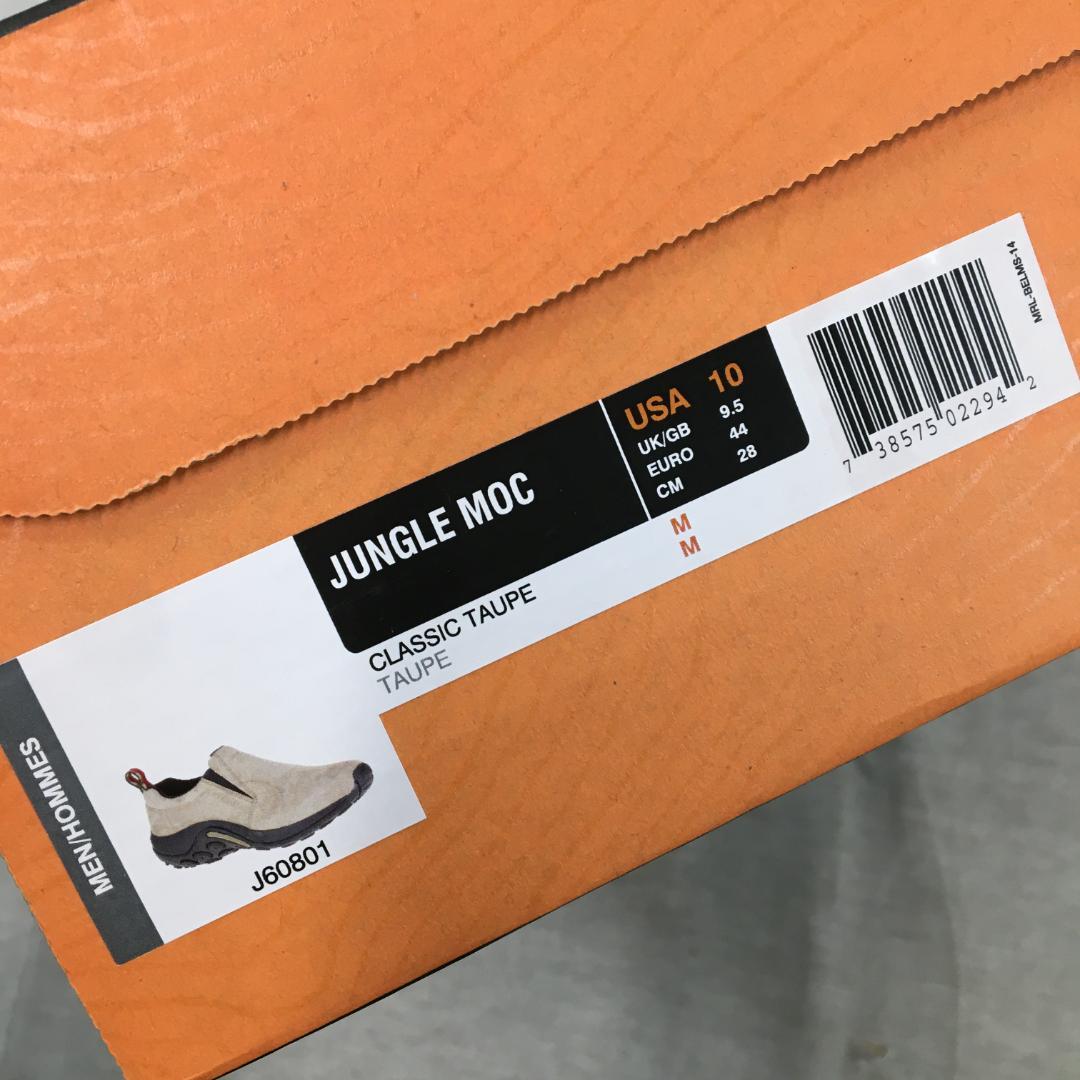 MEN/HOMMES
J60801
JUNGLE MOC
CLASSIC TAUPE
TAUPE
USA 10
UK/GB 9.5
EURO 44
CM 28
M
M
7 38575 02294 2
MRL-BELMS-14